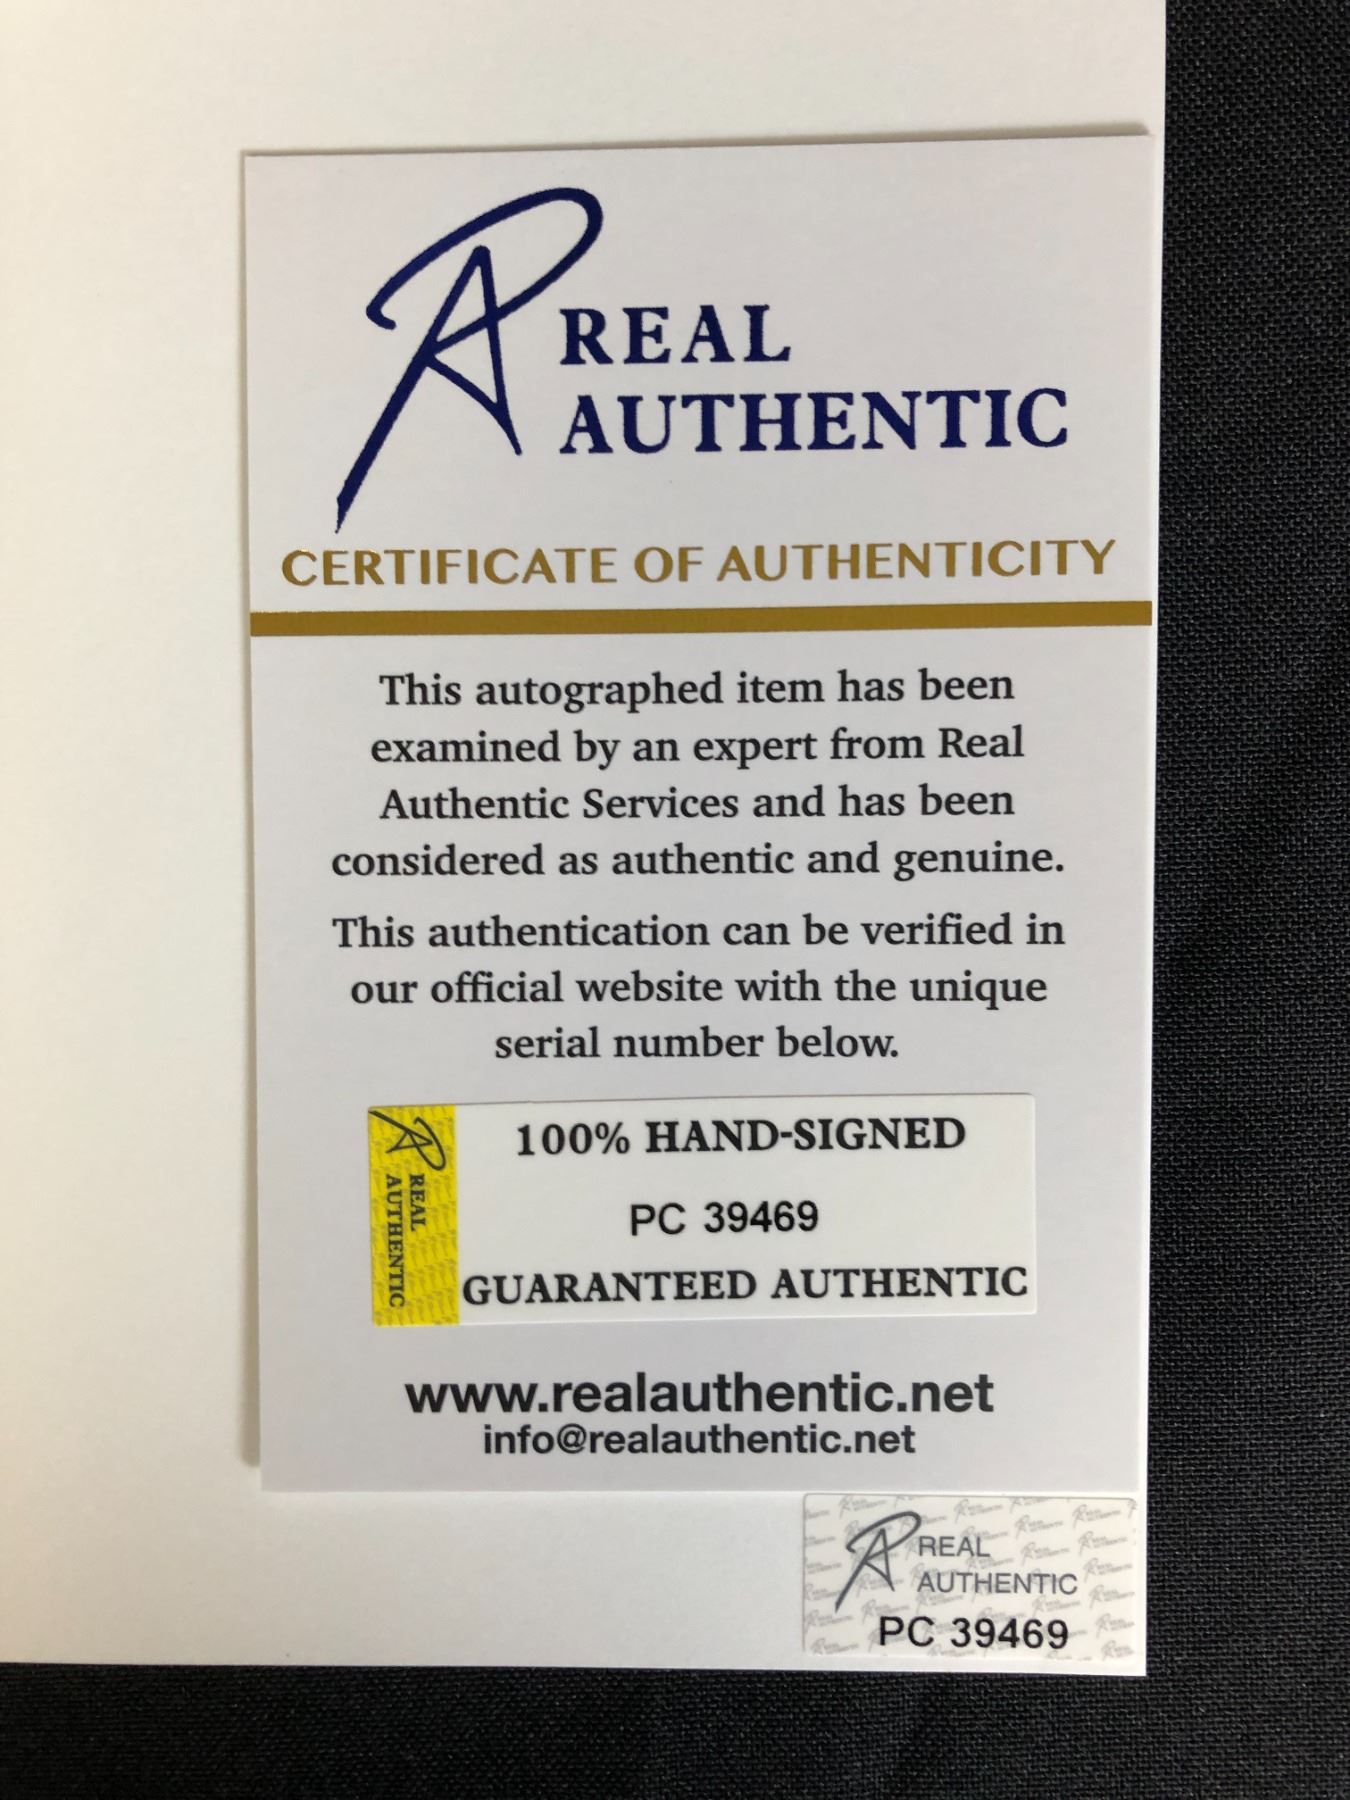 REAL
AUTHENTIC
CERTIFICATE OF AUTHENTICITY
This autographed item has been
examined by an expert from Real
Authentic Services and has been
considered as authentic and genuine.
This authentication can be verified in
our official website with the unique
serial number below.
REAL
AUTHENTIC
100% HAND-SIGNED
PC 39469
GUARANTEED AUTHENTIC
www.realauthentic.net
info@realauthentic.net
REAL
AUTHENTIC
PC 39469